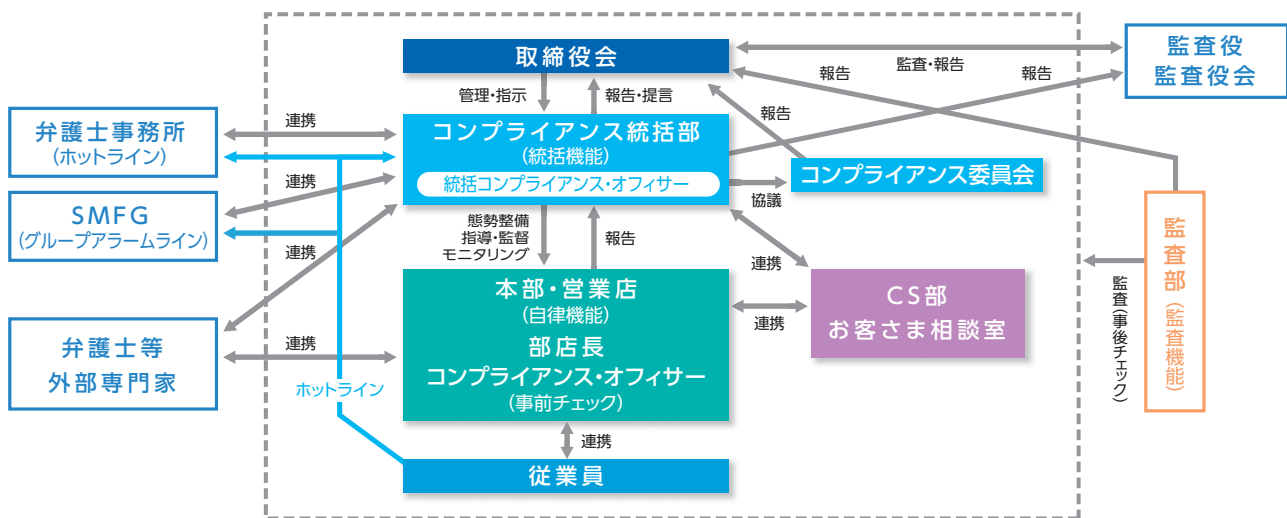 取締役会
監査役
監査役会
監査・報告
報告
報告
管理・指示
報告・提言
報告
弁護士事務所
(ホットライン)
連携
コンプライアンス統括部
(統括機能)
統括コンプライアンス・オフィサー
コンプライアンス委員会
協議
連携
SMFG
(グループアラームライン)
連携
態勢整備
指導・監督
モニタリング
報告
連携
監査部(監査機能)
監査(事後チェック)
本部・営業店
(自律機能)
部店長
コンプライアンス・オフィサー
(事前チェック)
連携
CS部
お客さま相談室
弁護士等
外部専門家
連携
ホットライン
連携
従業員